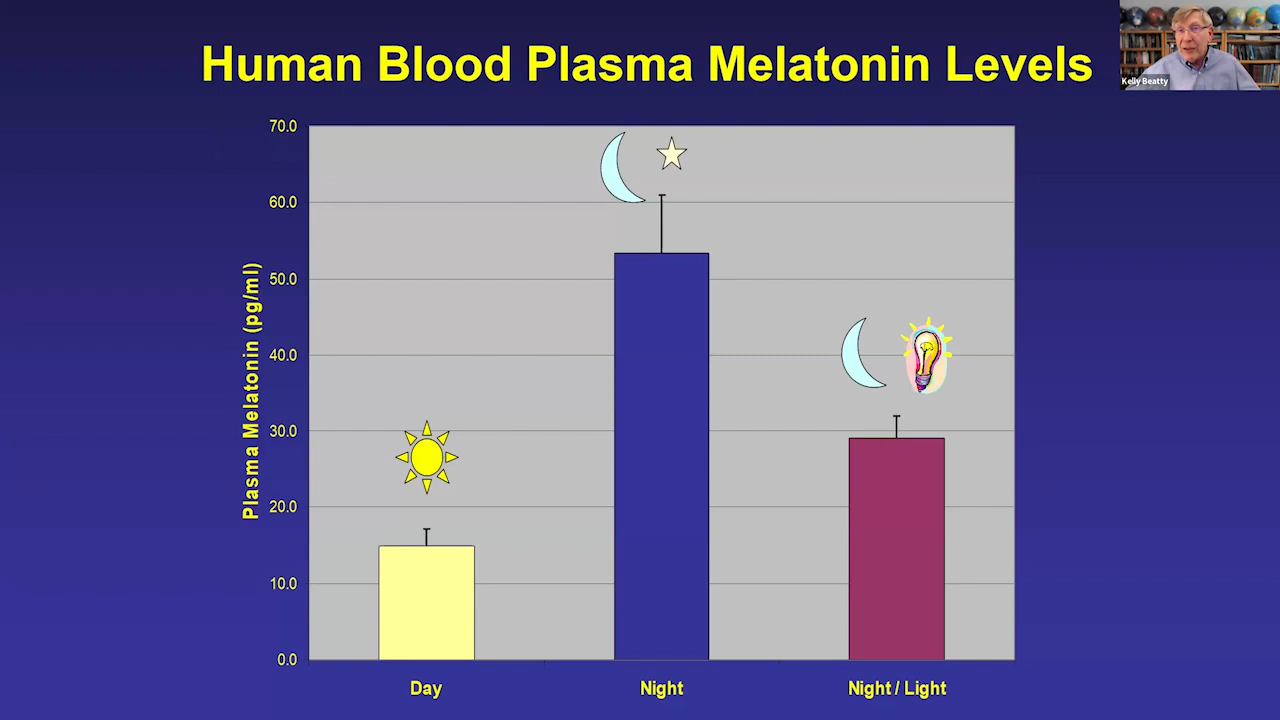 Human Blood Plasma Melatonin Levels
Kelly Beatty
70.0
60.0
50.0
40.0
30.0
20.0
10.0
0.0
Plasma Melatonin (pg/ml)
Day
Night
Night / Light